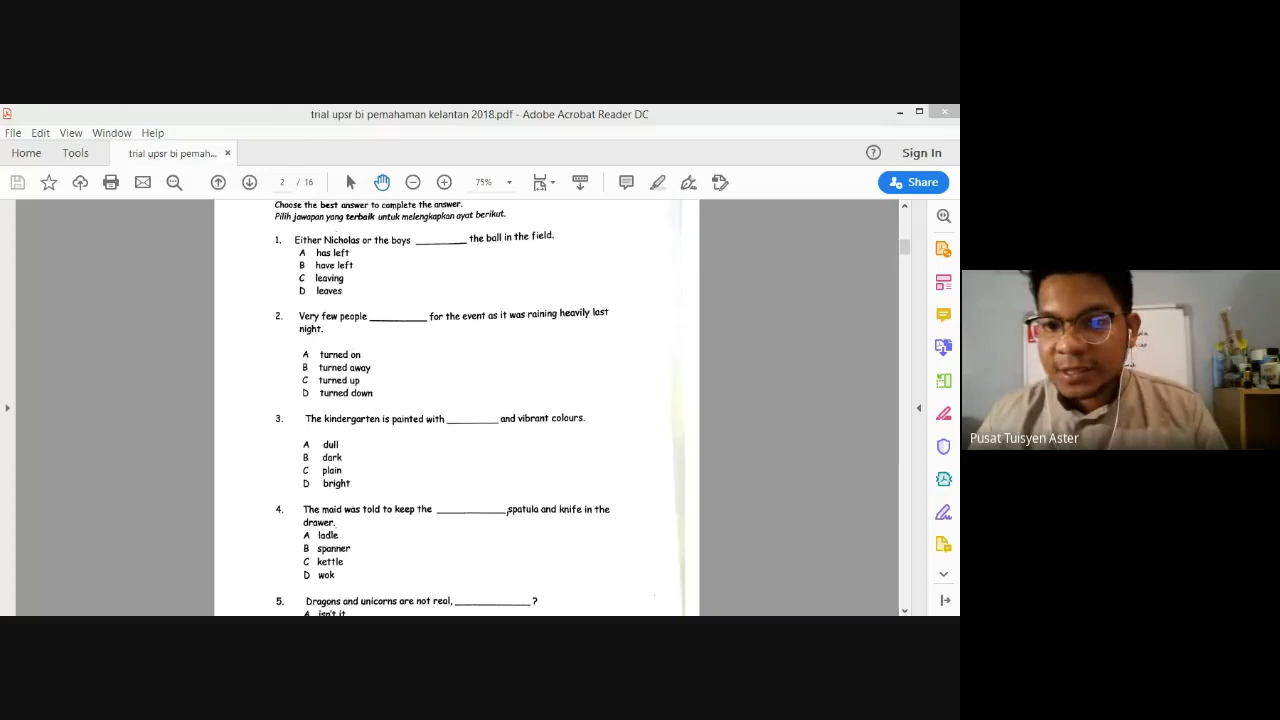 trial upsr bi pemahaman kelantan 2018.pdf - Adobe Acrobat Reader DC
File Edit View Window Help
Home Tools trial upsr bi pemah... Sign In
2 / 16 75% Share
Choose the best answer to complete the answer.
Pilih jawapan yang terbaik untuk melengkapkan ayat berikut.
1. Either Nicholas or the boys _________ the ball in the field.
A has left
B have left
C leaving
D leaves
2. Very few people __________ for the event as it was raining heavily last
night.
A turned on
B turned away
C turned up
D turned down
3. The kindergarten is painted with _________ and vibrant colours.
A dull
B dark
C plain
D bright
4. The maid was told to keep the ____________,spatula and knife in the
drawer.
A ladle
B spanner
C kettle
D wok
5. Dragons and unicorns are not real, _____________ ?
A isn't it
Pusat Tuisyen Aster